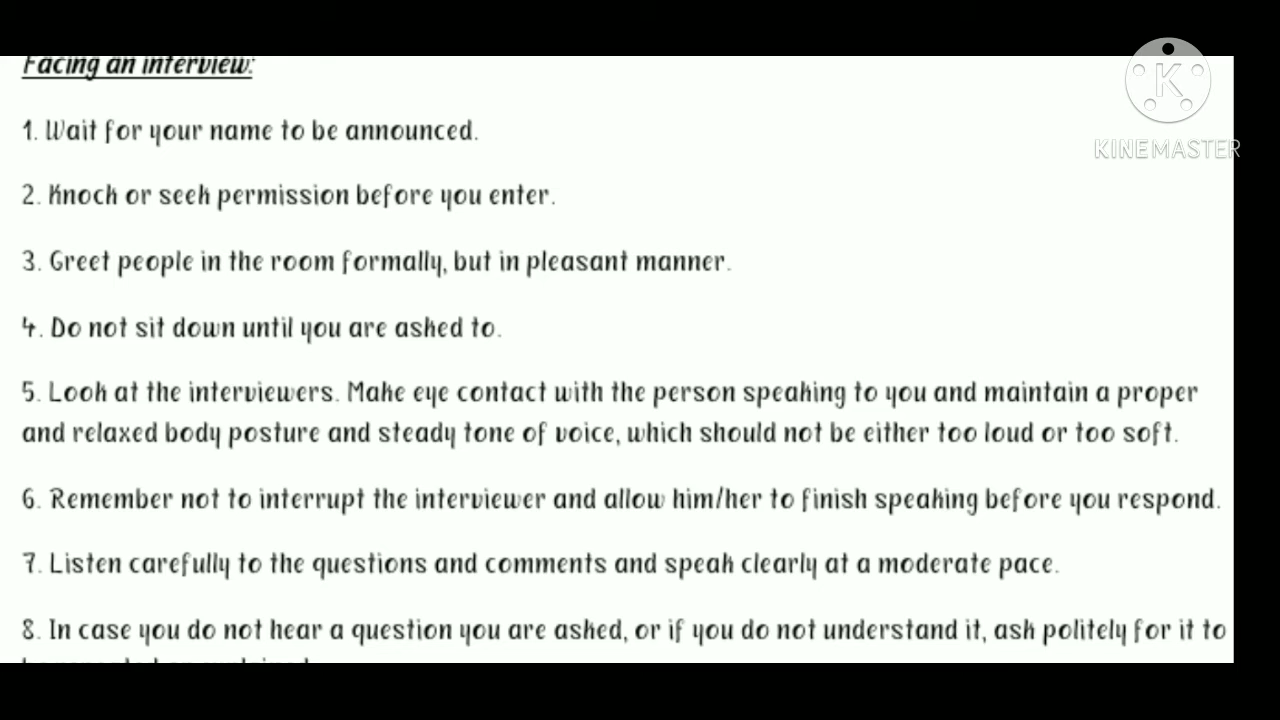 Facing an interview:
1. Wait for your name to be announced.
2. Knock or seek permission before you enter.
3. Greet people in the room formally, but in pleasant manner.
4. Do not sit down until you are asked to.
5. Look at the interviewers. Make eye contact with the person speaking to you and maintain a proper
and relaxed body posture and steady tone of voice, which should not be either too loud or too soft.
6. Remember not to interrupt the interviewer and allow him/her to finish speaking before you respond.
7. Listen carefully to the questions and comments and speak clearly at a moderate pace.
8. In case you do not hear a question you are asked, or if you do not understand it, ask politely for it to
K
KINEMASTER